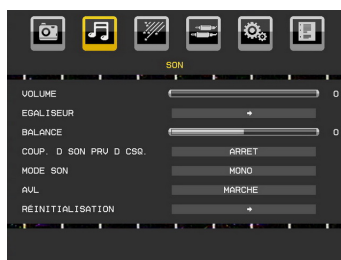 SON
VOLUME 0
EGALISEUR
BALANCE 0
COUP. D SON PRV D CSQ. ARRET
MODE SON MONO
AVL MARCHE
RÉINITIALISATION